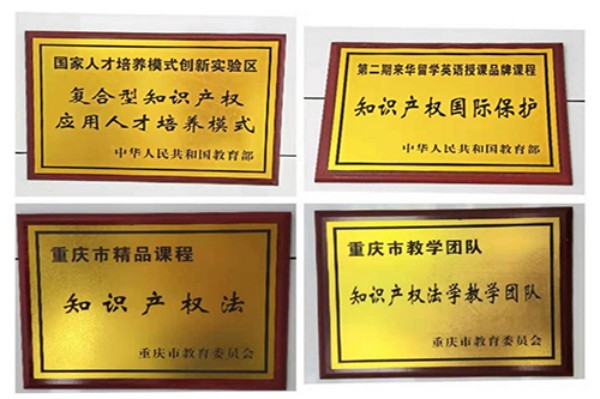 国家人才培养模式创新实验区
复合型知识产权
应用人才培养模式
中华人民共和国教育部
第二期来华留学英语授课品牌课程
知识产权国际保护
中华人民共和国教育部
重庆市精品课程
知识产权法
重庆市教育委员会
重庆市教学团队
知识产权法学教学团队
重庆市教育委员会